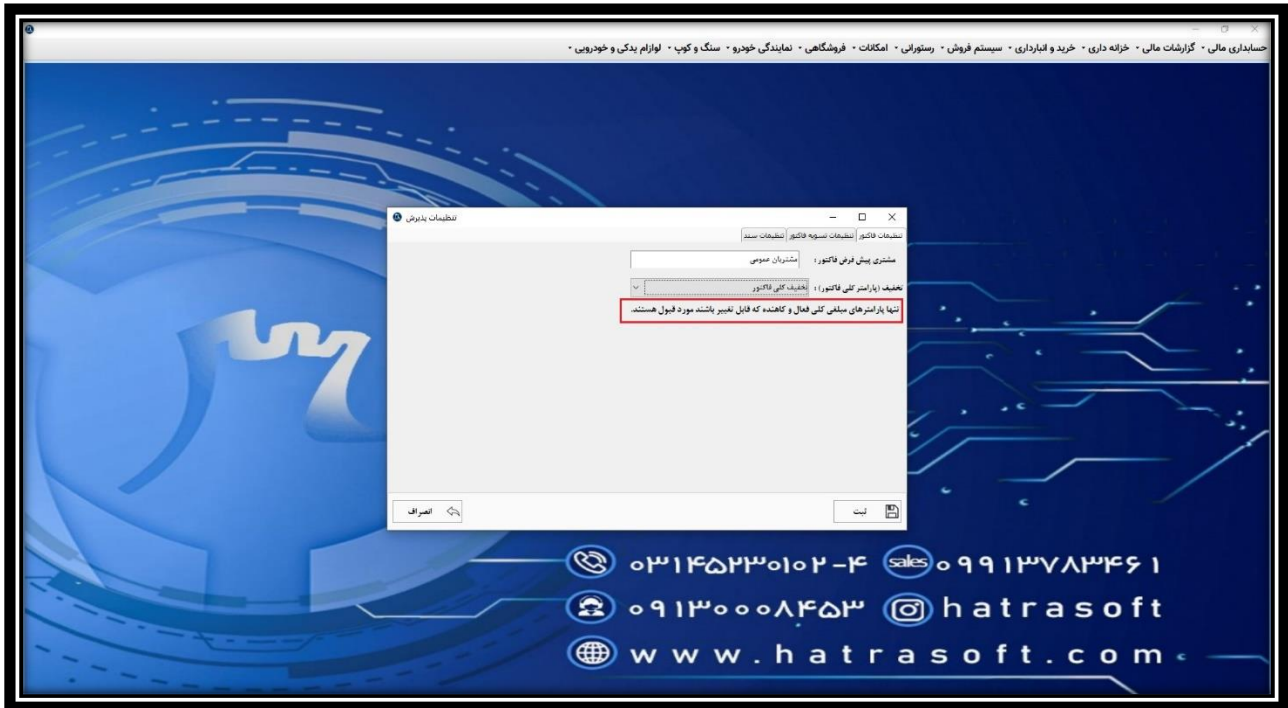 حسابداری مالی - گزارشات مالی - خزانه داری - خرید و انبارداری - سیستم فروش - رستورانی - امکانات - فروشگاهی - نمایندگی خودرو - سنگ و کوپ - لوازام یدکی و خودرویی -
تنظیمات پذیرش
تنظیمات فاکتور تنظیمات تسویه فاکتور تنظیمات سند
مشتری پیش فرض فاکتور : مشتریان عمومی
تخفیف (پارامتر کلی فاکتور) : تخفیف کلی فاکتور
تنها پارامترهای مبلغی کلی فعال و کاهنده که قابل تغییر باشند مورد قبول هستند.
ثبت انصراف
۰۳۱۴۵۲۳۰۱۰۲-۴ sales ۰۹۹۱۳۷۸۳۴۶۱
۰۹۱۳۰۰۰۸۴۵۳ hatrasoft
www.hatrasoft.com